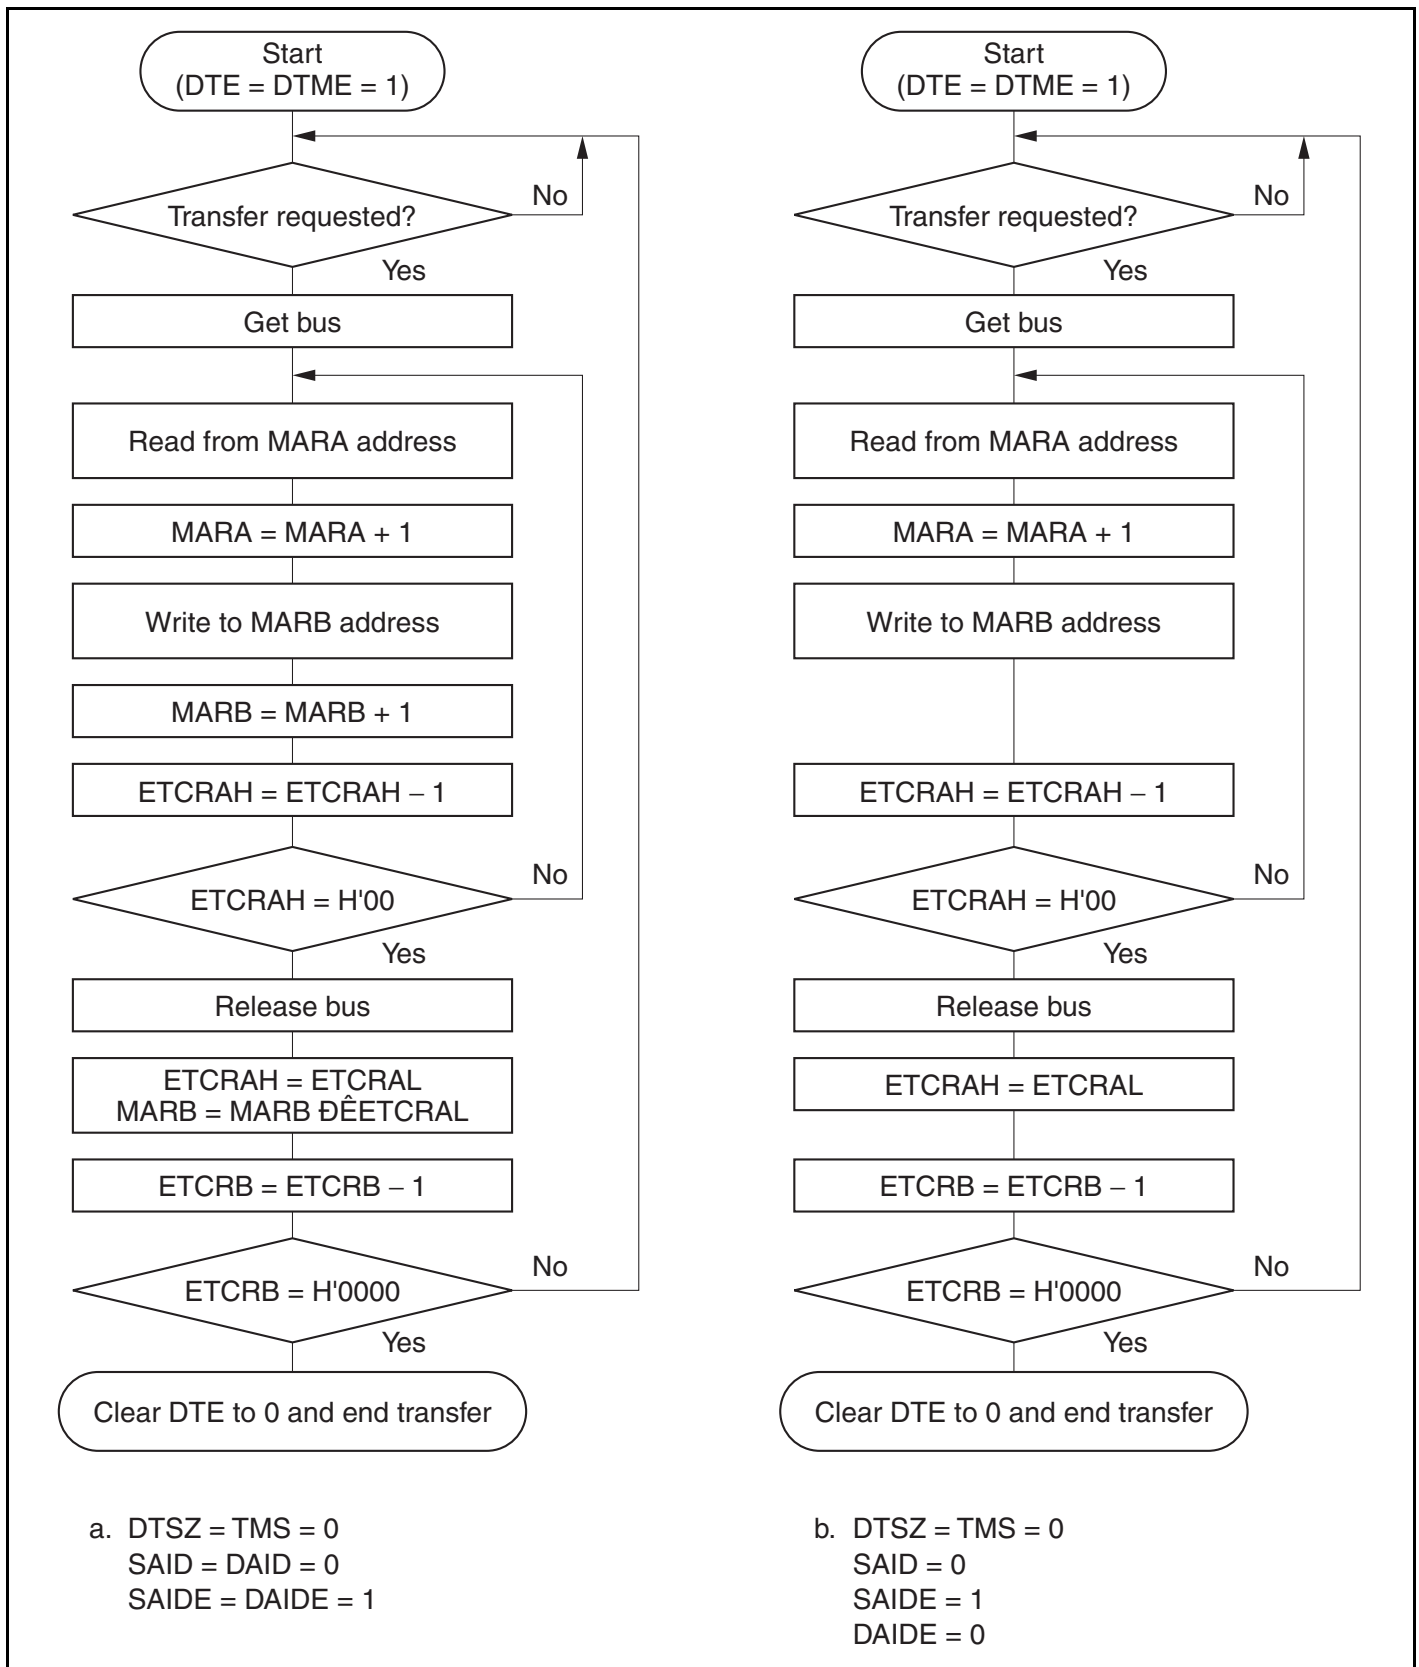 Start
(DTE = DTME = 1)
Transfer requested?
No
Yes
Get bus
Read from MARA address
MARA = MARA + 1
Write to MARB address
MARB = MARB + 1
ETCRAH = ETCRAH – 1
ETCRAH = H'00
No
Yes
Release bus
ETCRAH = ETCRAL
MARB = MARB ÐÊETCRAL
ETCRB = ETCRB – 1
ETCRB = H'0000
No
Yes
Clear DTE to 0 and end transfer
a. DTSZ = TMS = 0
SAID = DAID = 0
SAIDE = DAIDE = 1
Start
(DTE = DTME = 1)
Transfer requested?
No
Yes
Get bus
Read from MARA address
MARA = MARA + 1
Write to MARB address
ETCRAH = ETCRAH – 1
ETCRAH = H'00
No
Yes
Release bus
ETCRAH = ETCRAL
ETCRB = ETCRB – 1
ETCRB = H'0000
No
Yes
Clear DTE to 0 and end transfer
b. DTSZ = TMS = 0
SAID = 0
SAIDE = 1
DAIDE = 0